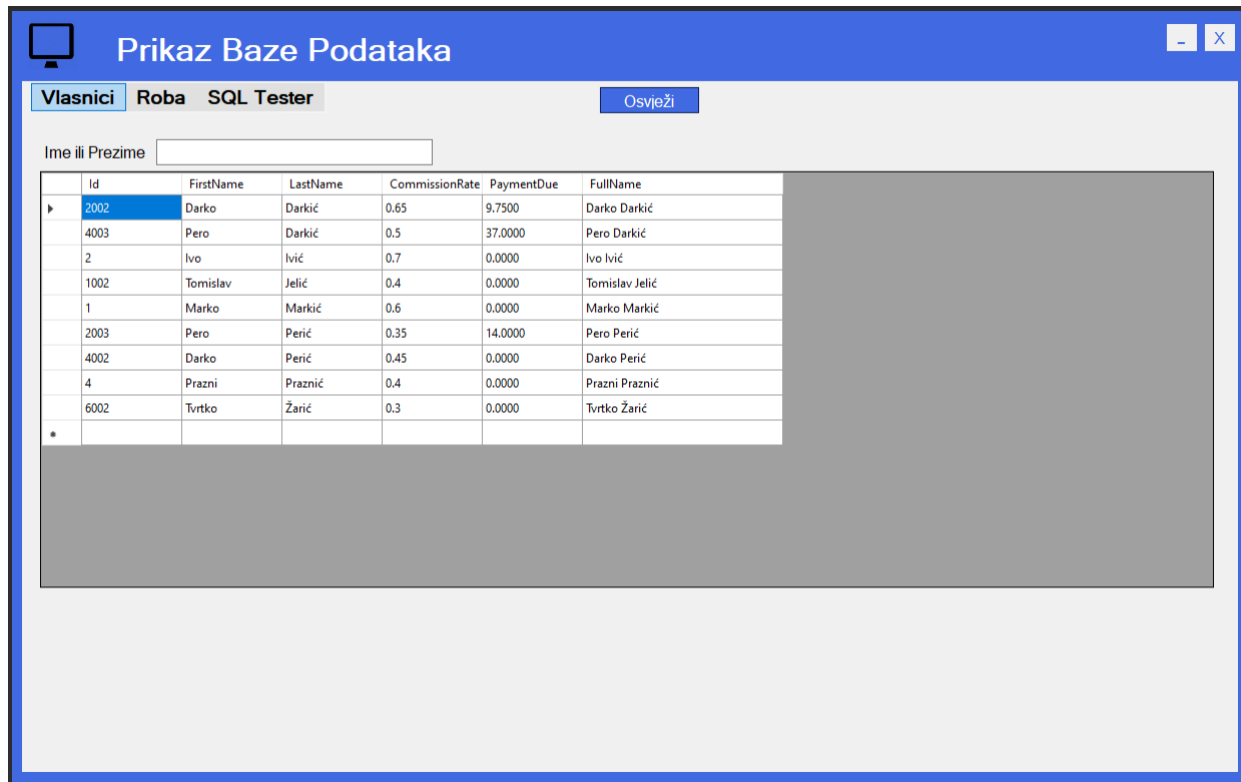 Prikaz Baze Podataka
- X
Vlasnici Roba SQL Tester Osvježi
Ime ili Prezime
Id FirstName LastName CommissionRate PaymentDue FullName
2002 Darko Darkić 0.65 9.7500 Darko Darkić
4003 Pero Darkić 0.5 37.0000 Pero Darkić
2 Ivo Ivić 0.7 0.0000 Ivo Ivić
1002 Tomislav Jelić 0.4 0.0000 Tomislav Jelić
1 Marko Markić 0.6 0.0000 Marko Markić
2003 Pero Perić 0.35 14.0000 Pero Perić
4002 Darko Perić 0.45 0.0000 Darko Perić
4 Prazni Praznić 0.4 0.0000 Prazni Praznić
6002 Tvrtko Žarić 0.3 0.0000 Tvrtko Žarić